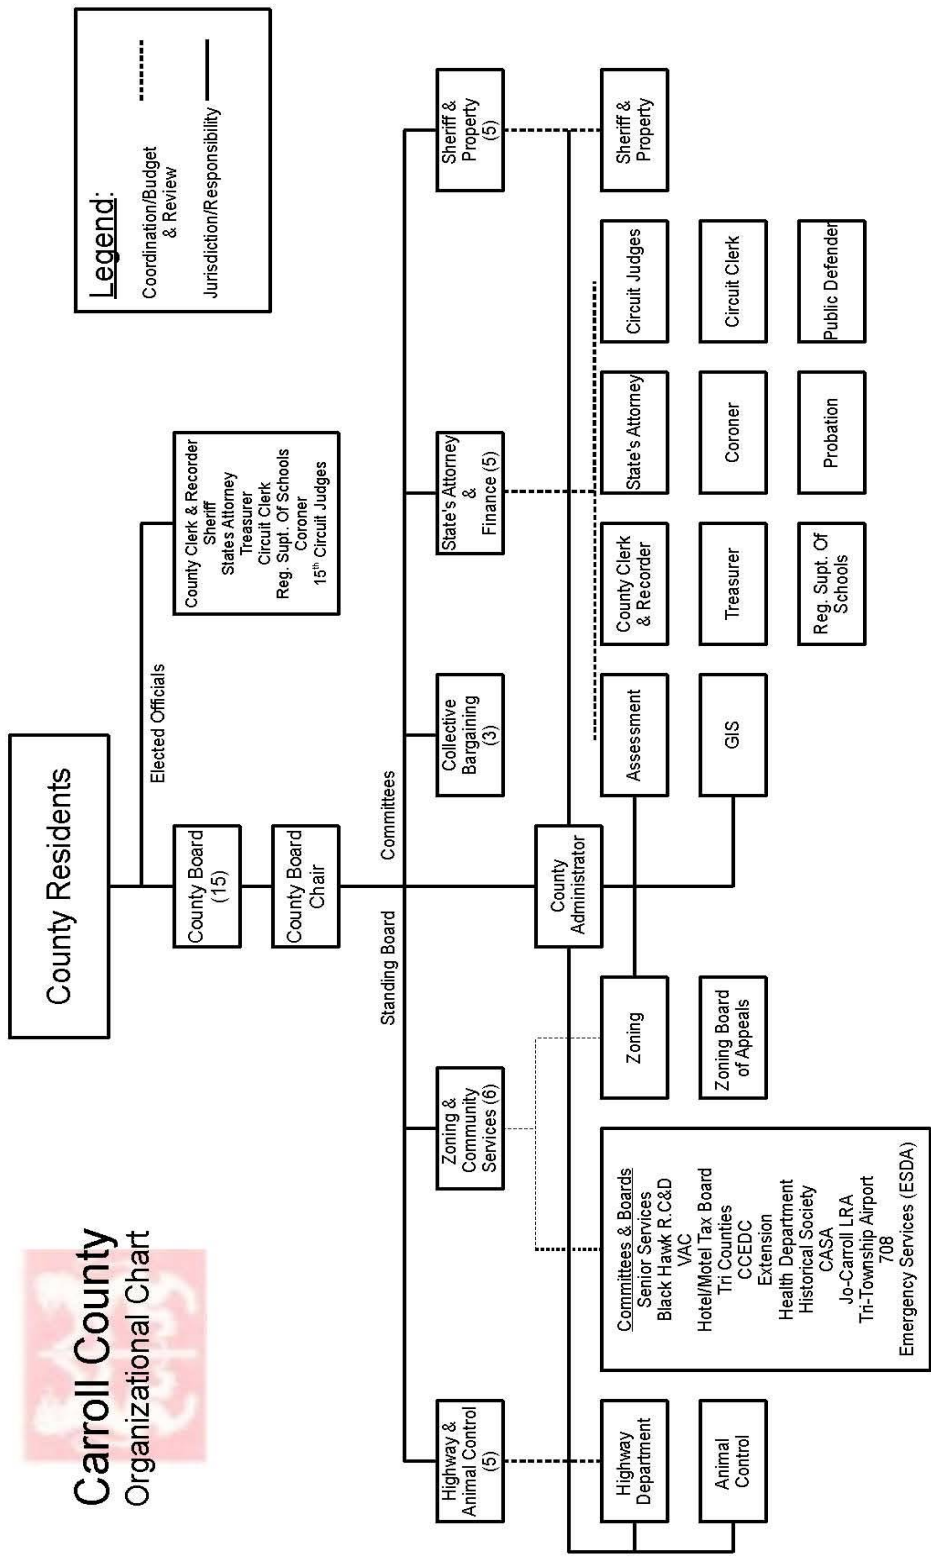 Carroll County
Organizational Chart
County Residents
Legend:
Coordination/Budget
& Review
Jurisdiction/Responsibility
Elected Officials
County Board
(15)
County Clerk & Recorder
Sheriff
States Attorney
Treasurer
Circuit Clerk
Reg. Supt. Of Schools
Coroner
15th Circuit Judges
County Board
Chair
Standing Board
Committees
Highway &
Animal Control
(5)
Zoning &
Community
Services (6)
Collective
Bargaining
(3)
State's Attorney
&
Finance (5)
Sheriff &
Property
(5)
County
Administrator
Highway
Department
Committees & Boards
Senior Services
Black Hawk R.C&D
VAC
Hotel/Motel Tax Board
Tri Counties
CCEDC
Extension
Health Department
Historical Society
CASA
Jo-Carroll LRA
Tri-Township Airport
708
Emergency Services (ESDA)
Zoning
Assessment
County Clerk
& Recorder
State's Attorney
Circuit Judges
Sheriff &
Property
Animal
Control
Zoning Board
of Appeals
GIS
Treasurer
Coroner
Circuit Clerk
Reg. Supt. Of
Schools
Probation
Public Defender